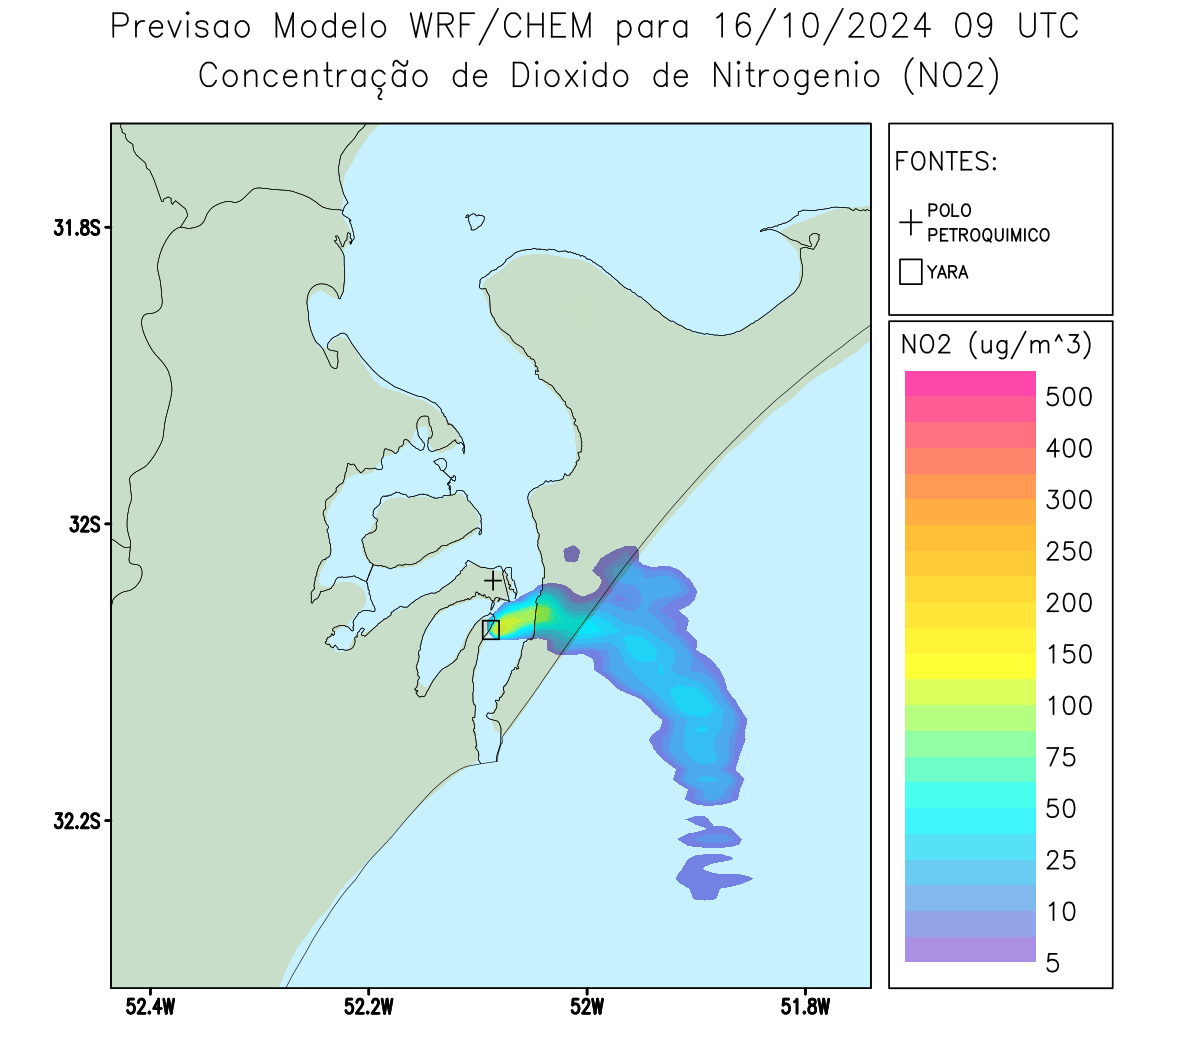 Previsao Modelo WRF/CHEM para 16/10/2024 09 UTC
Concentração de Dioxido de Nitrogenio (NO2)
FONTES:
POLO
PETROQUIMICO
YARA
NO2 (ug/m^3)
500
400
300
250
200
150
100
75
50
25
10
5
31.8S
32S
32.2S
52.4W
52.2W
52W
51.8W